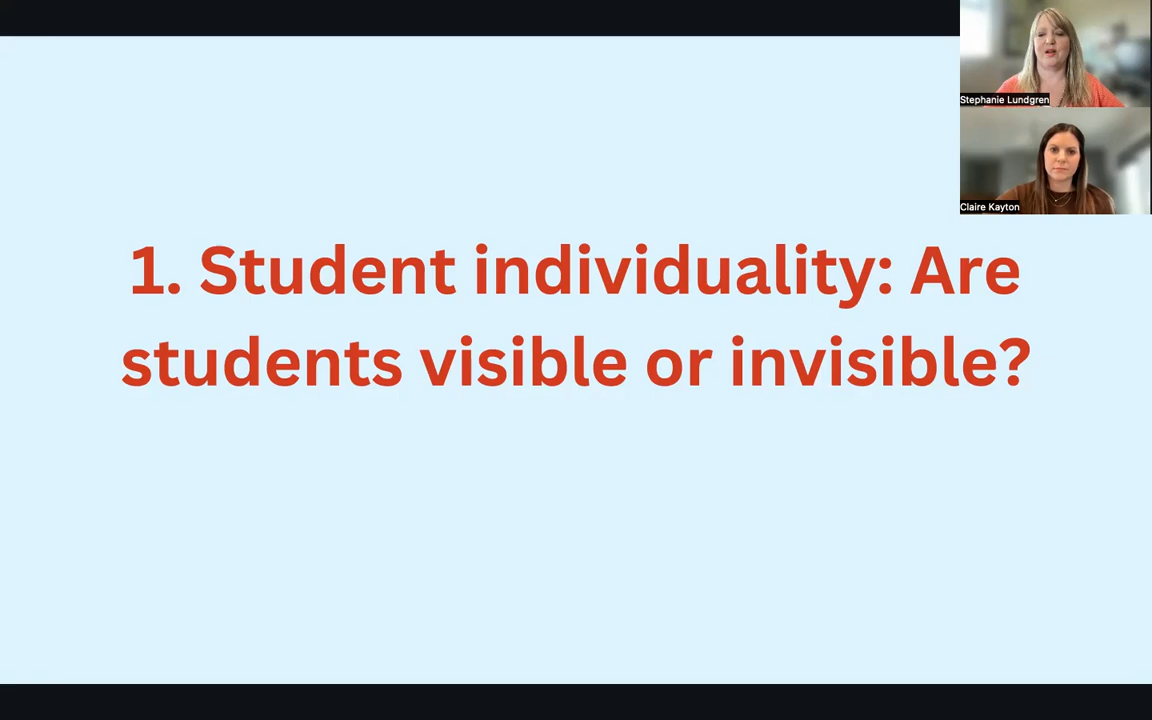 Stephanie Lundgren
Claire Kayton
1. Student individuality: Are
students visible or invisible?